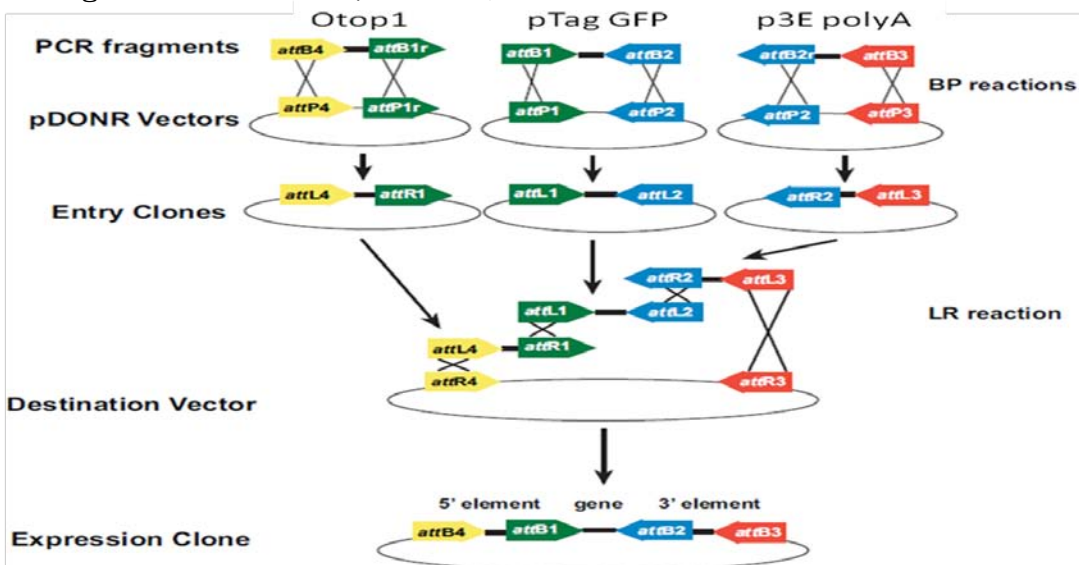 Otop1 pTag GFP p3E polyA
PCR fragments
attB4 attB1r attB1 attB2 attB2r attB3
BP reactions
attP4 attP1r attP1 attP2 attP2 attP3
pDONR Vectors
attL4 attR1 attL1 attL2 attR2 attL3
Entry Clones
attR2 attL3
attL1 attL2
LR reaction
attL4 attR1
attR4 attR3
Destination Vector
5' element gene 3' element
attB4 attB1 attB2 attB3
Expression Clone